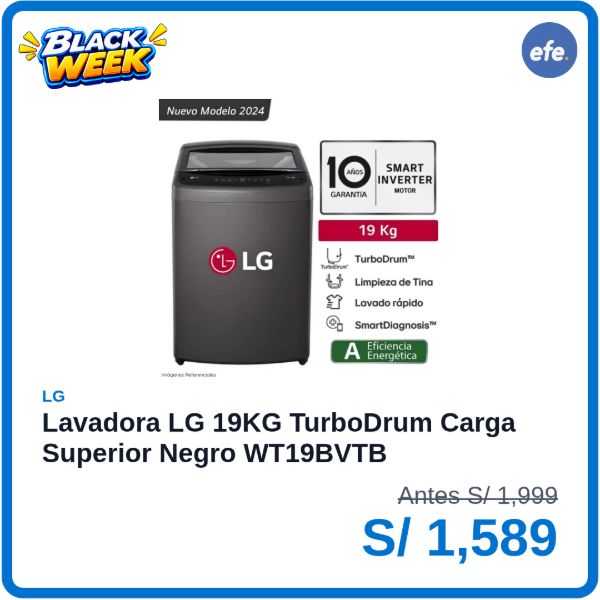 BLACK
WEEK
efe.
Nuevo Modelo 2024
10
AÑOS
GARANTÍA
SMART
INVERTER
MOTOR
19 Kg
LG
TurboDrum™
TurboDrum™
Limpieza de Tina
Lavado rápido
SmartDiagnosis™
A Eficiencia
Energética
Imágenes Referenciales
LG
Lavadora LG 19KG TurboDrum Carga
Superior Negro WT19BVTB
Antes S/ 1,999
S/ 1,589